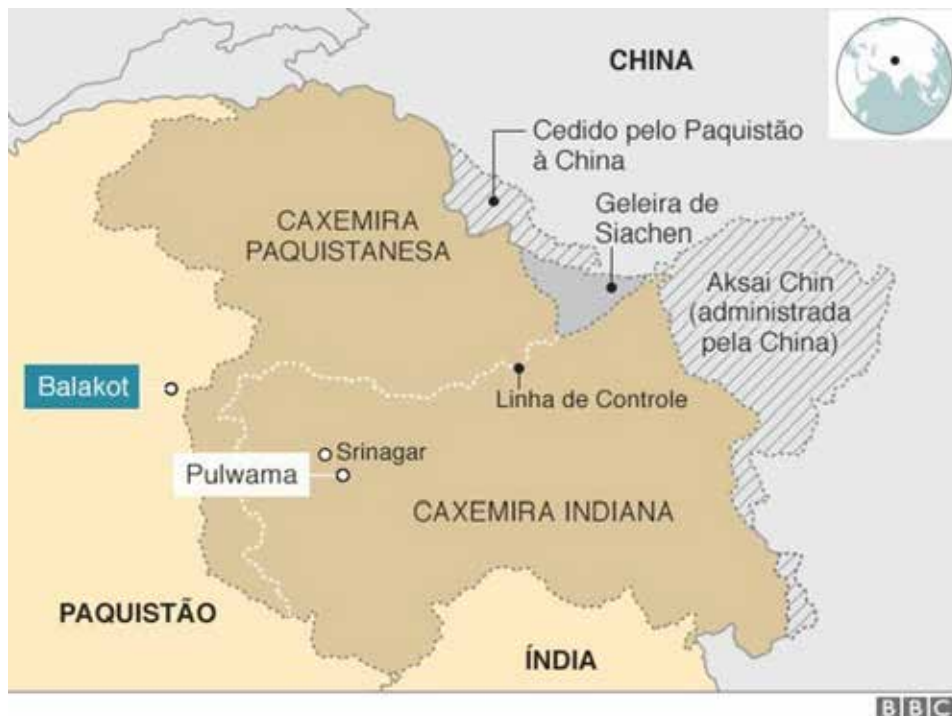 CHINA
Cedido pelo Paquistão
à China
Geleira de
Siachen
CAXEMIRA
PAQUISTANESA
Aksai Chin
(administrada
pela China)
Balakot
Linha de Controle
Srinagar
Pulwama
CAXEMIRA INDIANA
PAQUISTÃO
ÍNDIA
BBC